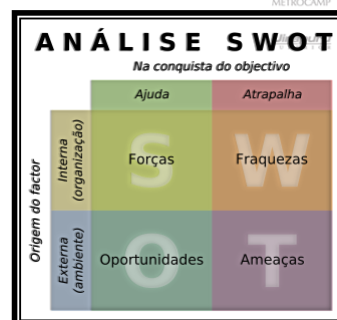 METROCAMP
ANÁLISE SWOT
Na conquista do objectivo
Ajuda
Atrapalha
Origem do factor
Interna
(organização)
S
Forças
W
Fraquezas
Externa
(ambiente)
O
Oportunidades
T
Ameaças